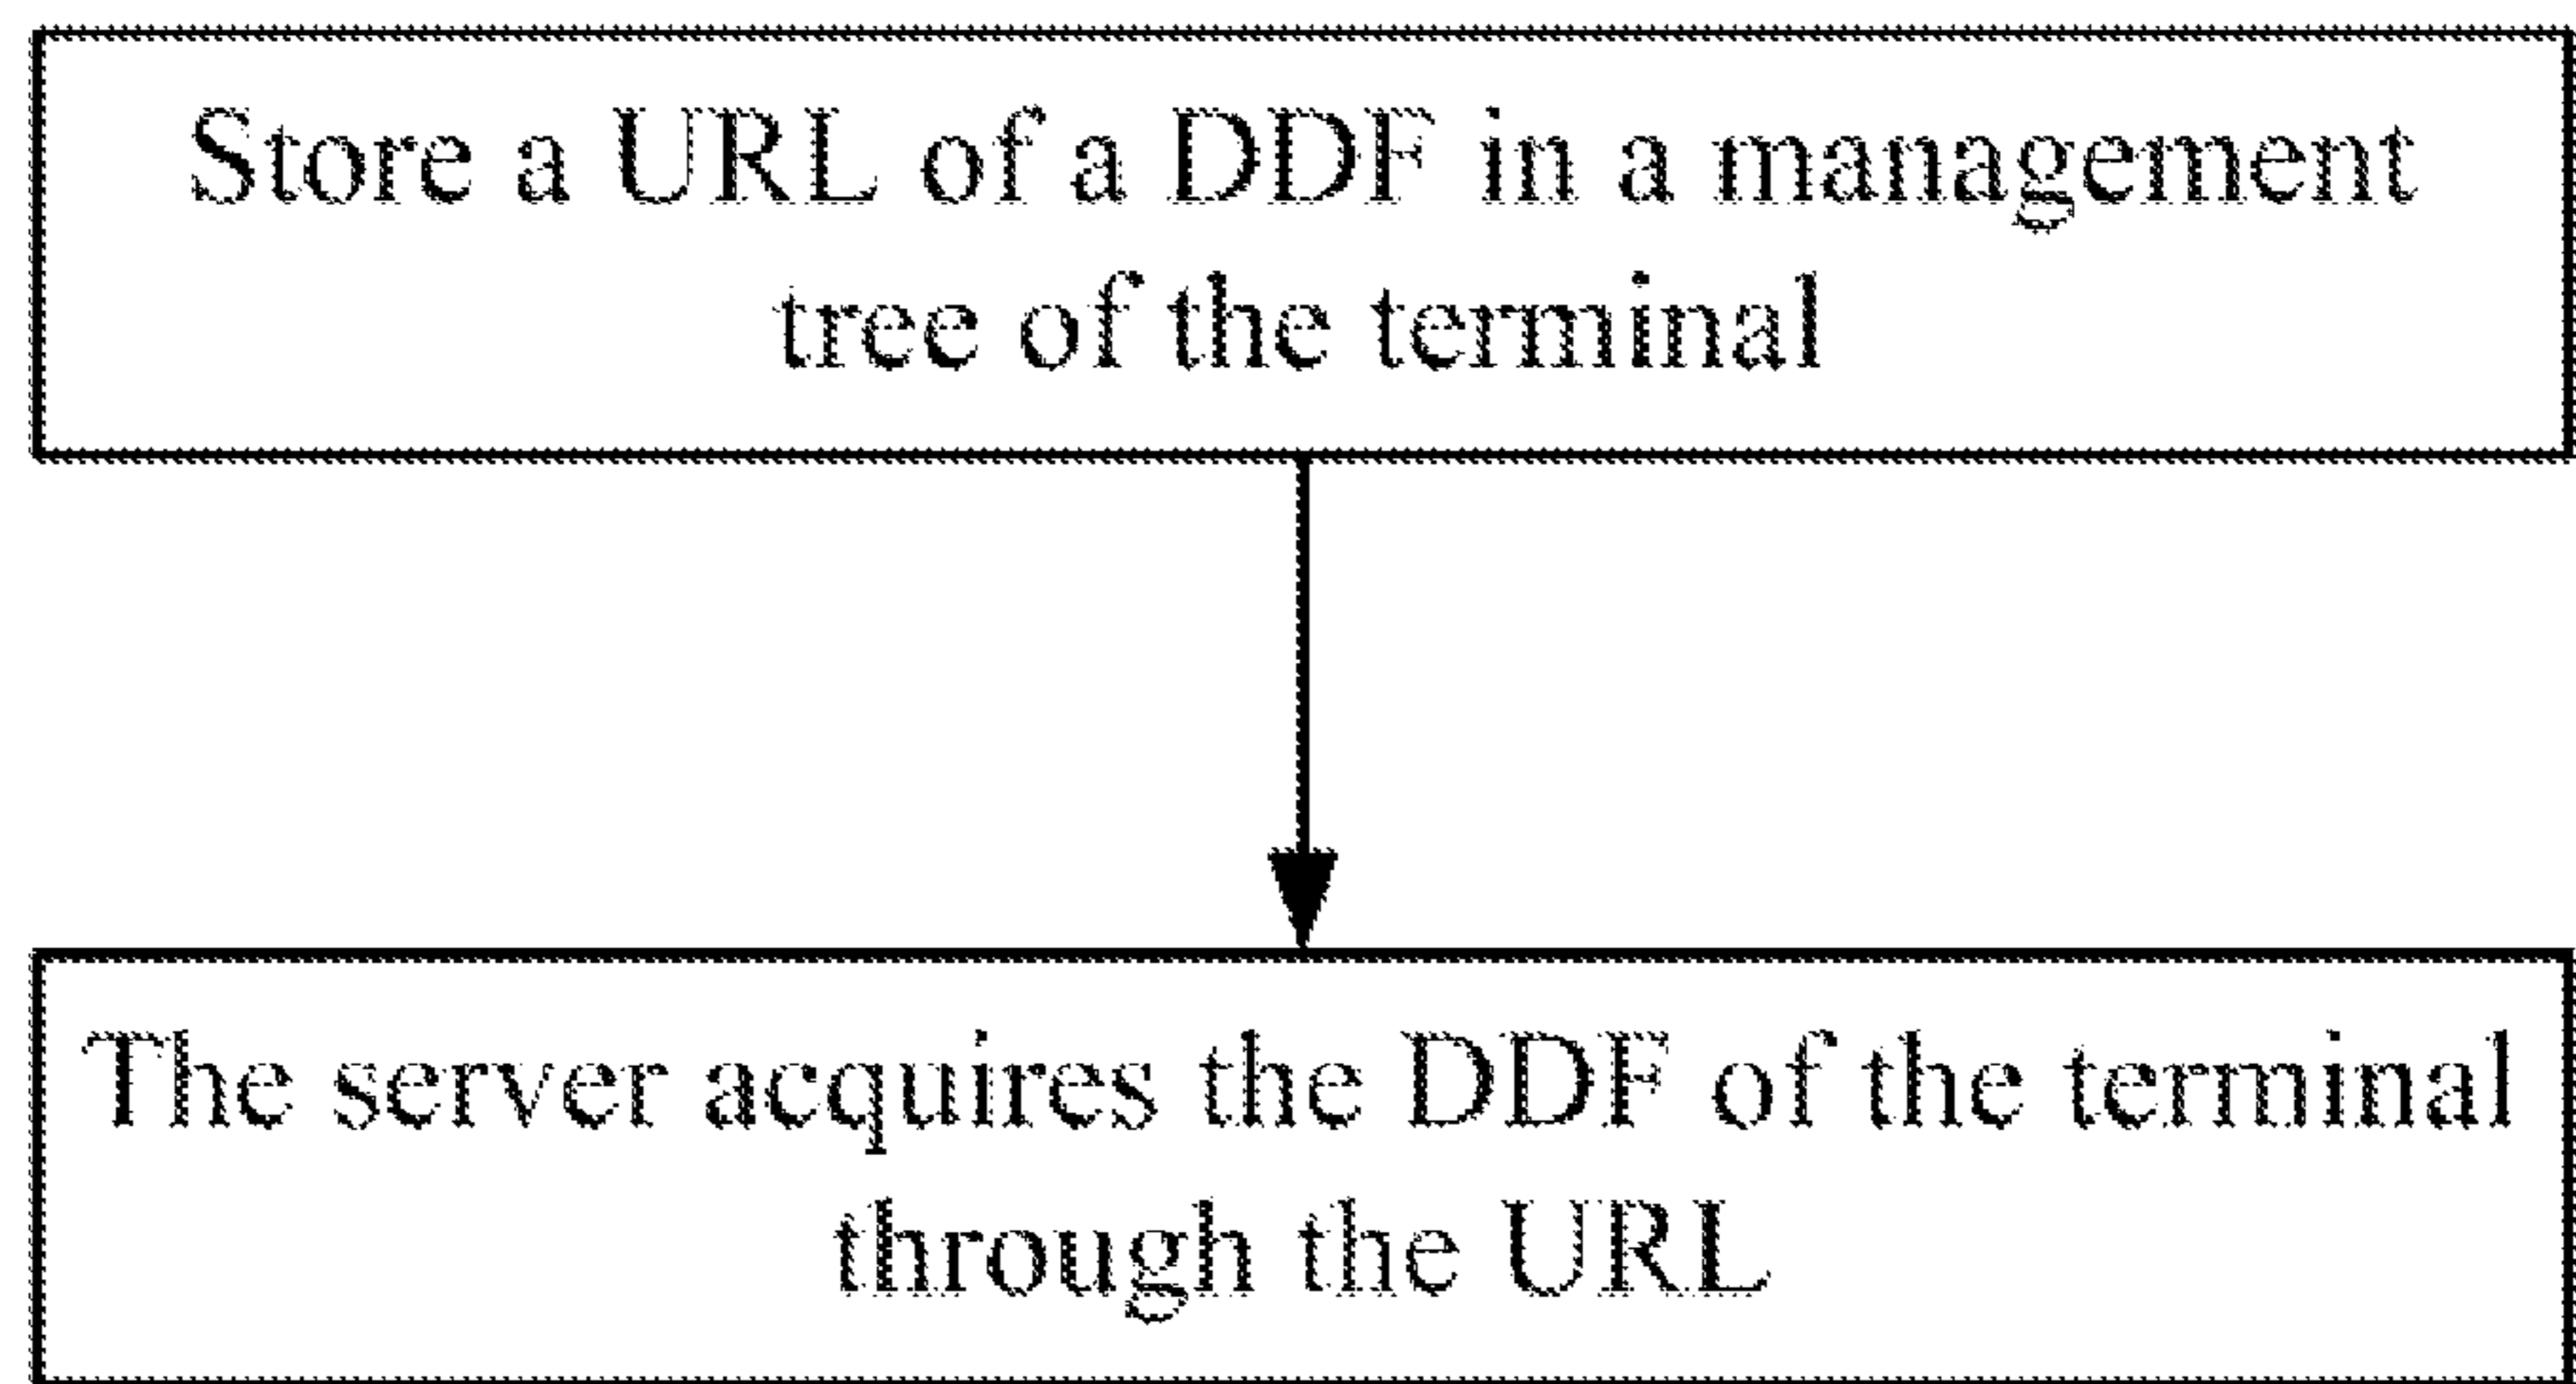 Store a URL of a DDF in a management
tree of the terminal
The server acquires the DDF of the terminal
through the URL